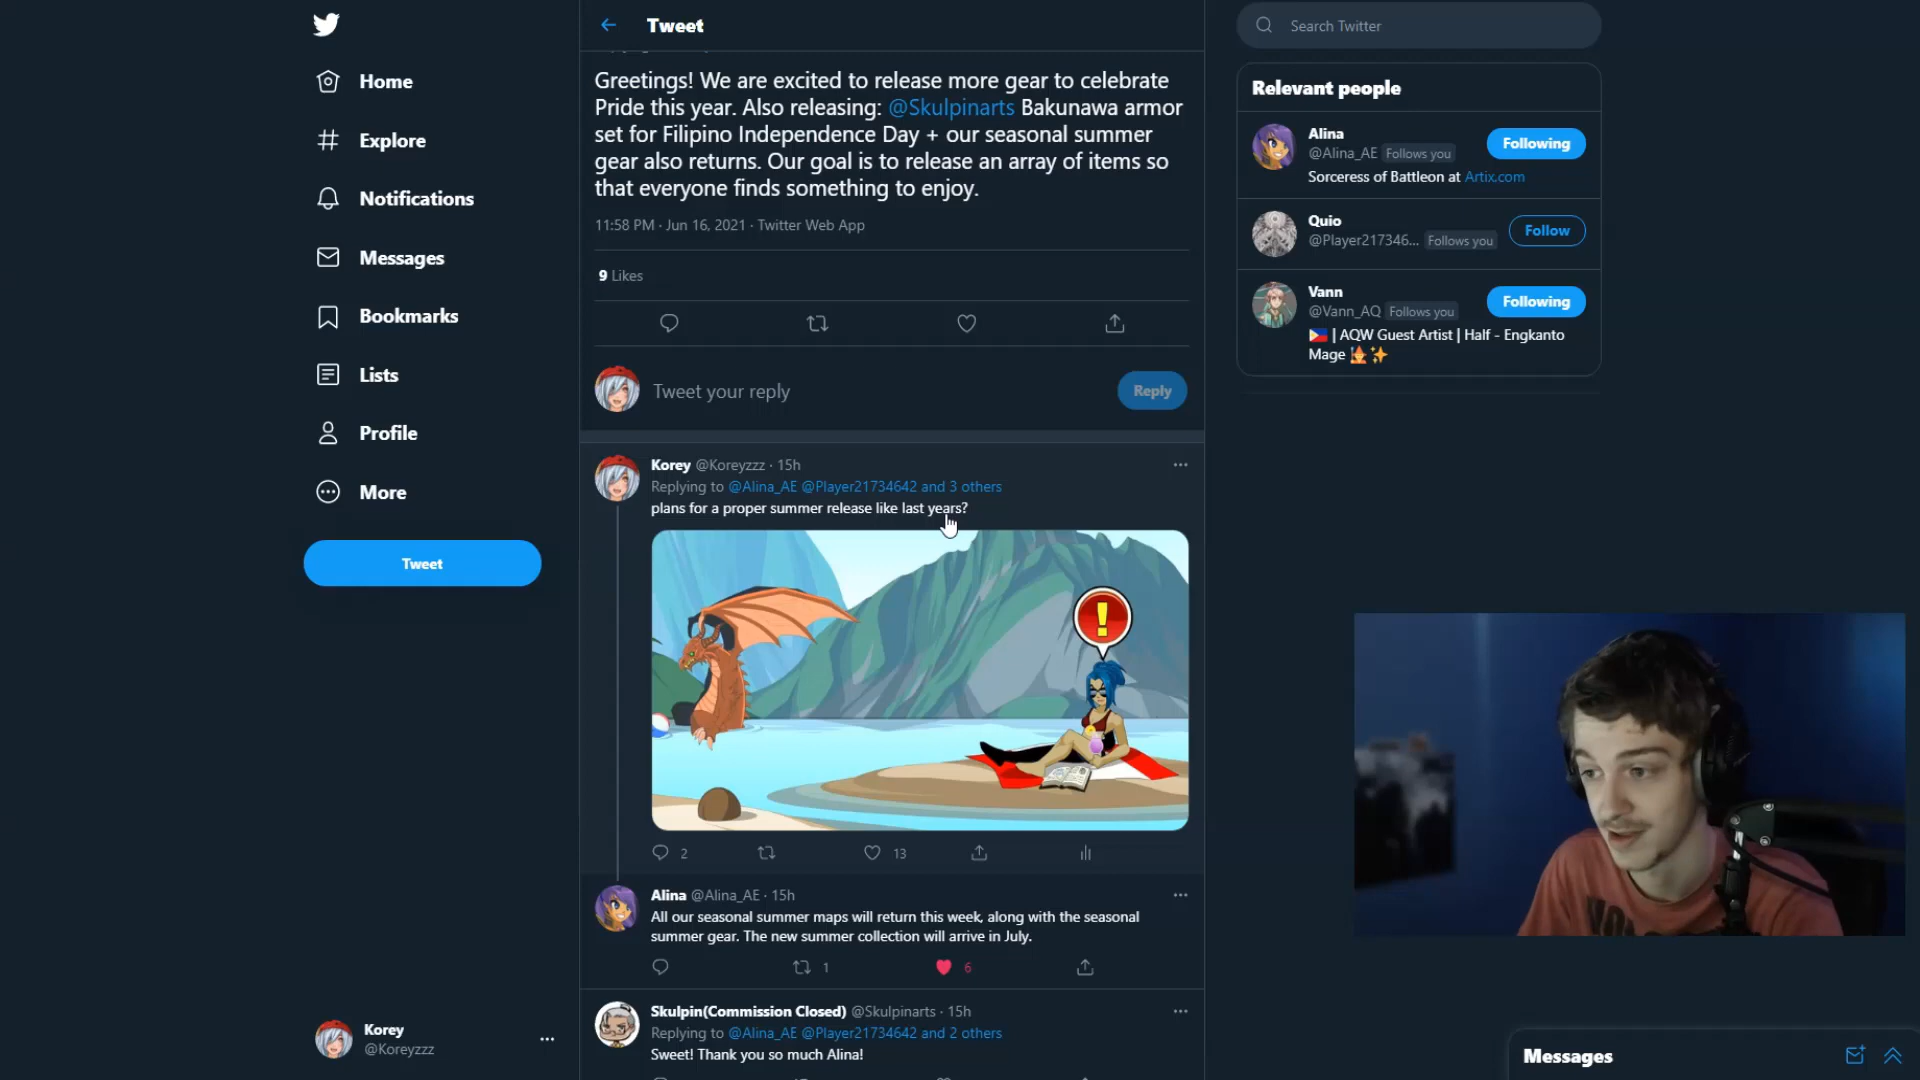 Home
Explore
Notifications
Messages
Bookmarks
Lists
Profile
More
Tweet
Korey
@Koreyzzz
Tweet
Greetings! We are excited to release more gear to celebrate
Pride this year. Also releasing: @Skulpinarts Bakunawa armor
set for Filipino Independence Day + our seasonal summer
gear also returns. Our goal is to release an array of items so
that everyone finds something to enjoy.
11:58 PM · Jun 16, 2021 · Twitter Web App
9 Likes
Tweet your reply
Reply
Korey @Koreyzzz · 15h
Replying to @Alina_AE @Player21734642 and 3 others
plans for a proper summer release like last years?
!
2
13
Alina @Alina_AE · 15h
All our seasonal summer maps will return this week, along with the seasonal
summer gear. The new summer collection will arrive in July.
1
6
Skulpin(Commission Closed) @Skulpinarts · 15h
Replying to @Alina_AE @Player21734642 and 2 others
Sweet! Thank you so much Alina!
Search Twitter
Relevant people
Alina
@Alina_AE Follows you
Following
Sorceress of Battleon at Artix.com
Quio
@Player217346... Follows you
Follow
Vann
@Vann_AQ Follows you
Following
| AQW Guest Artist | Half - Engkanto
Mage
Messages